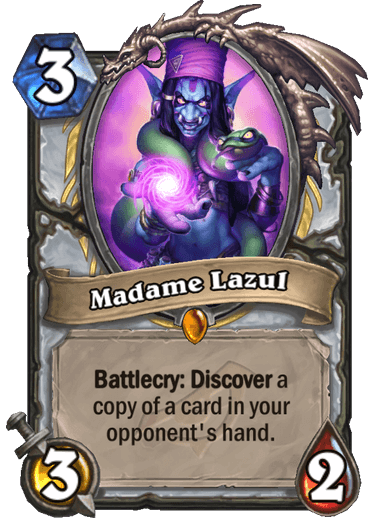 3
Madame Lazul
Battlecry: Discover a
copy of a card in your
opponent's hand.
3
2